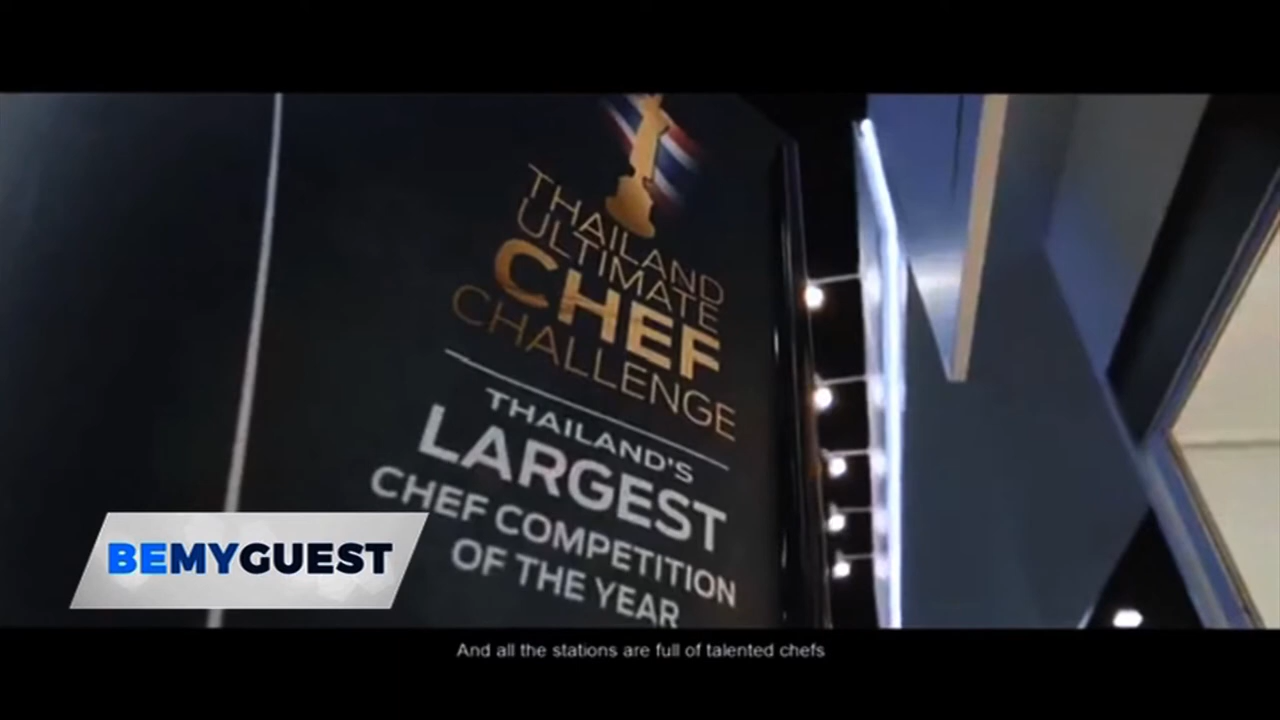 THAILAND
ULTIMATE
CHEF
CHALLENGE
THAILAND'S
LARGEST
CHEF COMPETITION
OF THE YEAR
BEMYGUEST
And all the stations are full of talented chefs